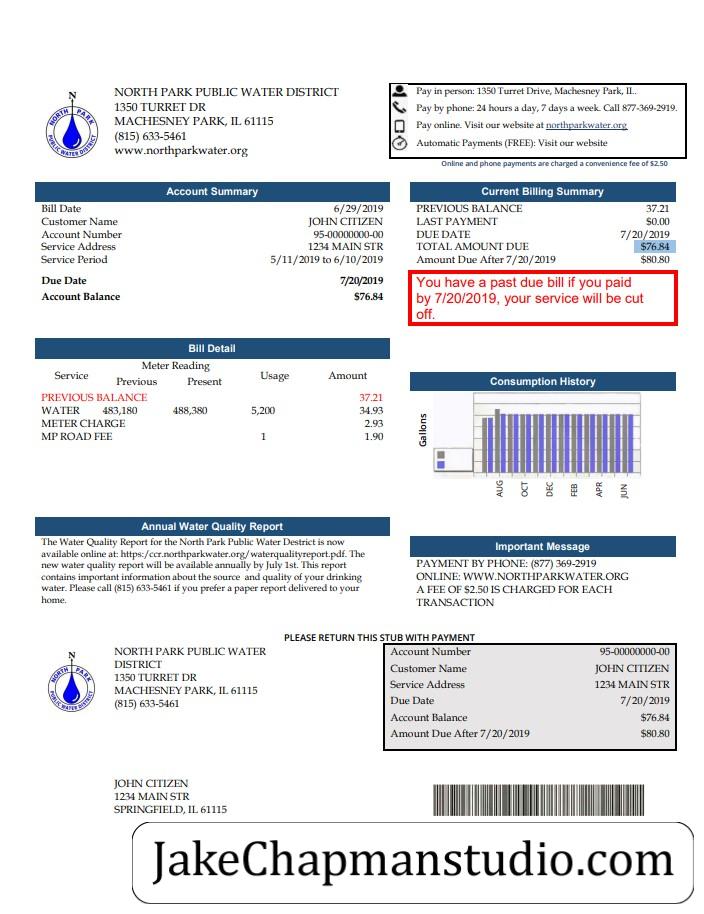 NORTH PARK PUBLIC WATER DISTRICT
1350 TURRET DR
MACHESNEY PARK, IL 61115
(815) 633-5461
www.northparkwater.org
N
NORTH PARK
PUBLIC WATER DISTRICT
Pay in person: 1350 Turret Drive, Machesney Park, IL..
Pay by phone: 24 hours a day, 7 days a week. Call 877-369-2919.
Pay online. Visit our website at northparkwater.org
Automatic Payments (FREE): Visit our website
Online and phone payments are charged a convenience fee of $2.50
Account Summary
Bill Date 6/29/2019
Customer Name JOHN CITIZEN
Account Number 95-00000000-00
Service Address 1234 MAIN STR
Service Period 5/11/2019 to 6/10/2019
Due Date 7/20/2019
Account Balance $76.84
Current Billing Summary
PREVIOUS BALANCE 37.21
LAST PAYMENT $0.00
DUE DATE 7/20/2019
TOTAL AMOUNT DUE $76.84
Amount Due After 7/20/2019 $80.80
You have a past due bill if you paid
by 7/20/2019, your service will be cut
off.
Bill Detail
Meter Reading
Service Previous Present Usage Amount
PREVIOUS BALANCE 37.21
WATER 483,180 488,380 5,200 34.93
METER CHARGE 2.93
MP ROAD FEE 1 1.90
Consumption History
Gallons
AUG OCT DEC FEB APR JUN
Annual Water Quality Report
The Water Quality Report for the North Park Public Water Destrict is now
available online at: https:/ccr.northparkwater.org/waterqualityreport.pdf. The
new water quality report will be available annually by July 1st. This report
contains important information about the source and quality of your drinking
water. Please call (815) 633-5461 if you prefer a paper report delivered to your
home.
Important Message
PAYMENT BY PHONE: (877) 369-2919
ONLINE: WWW.NORTHPARKWATER.ORG
A FEE OF $2.50 IS CHARGED FOR EACH
TRANSACTION
PLEASE RETURN THIS STUB WITH PAYMENT
N
NORTH PARK
PUBLIC WATER DISTRICT
NORTH PARK PUBLIC WATER
DISTRICT
1350 TURRET DR
MACHESNEY PARK, IL 61115
(815) 633-5461
Account Number 95-00000000-00
Customer Name JOHN CITIZEN
Service Address 1234 MAIN STR
Due Date 7/20/2019
Account Balance $76.84
Amount Due After 7/20/2019 $80.80
JOHN CITIZEN
1234 MAIN STR
SPRINGFIELD, IL 61115
JakeChapmanstudio.com